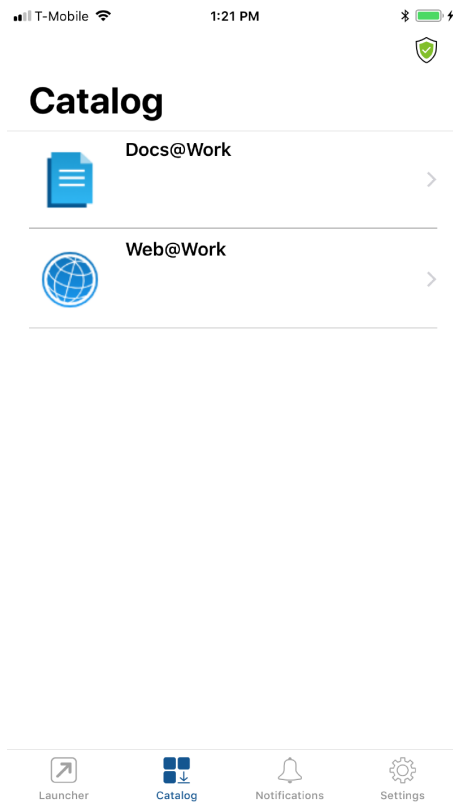 T-Mobile 1:21 PM
Catalog
Docs@Work
Web@Work
Launcher Catalog Notifications Settings